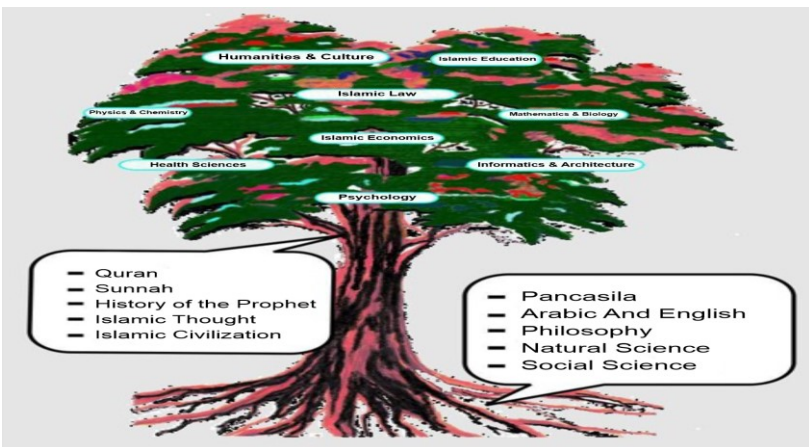 Humanities & Culture
Islamic Education
Islamic Law
Physics & Chemistry
Mathematics & Biology
Islamic Economics
Health Sciences
Informatics & Architecture
Psychology
Quran
Sunnah
History of the Prophet
Islamic Thought
Islamic Civilization
Pancasila
Arabic And English
Philosophy
Natural Science
Social Science